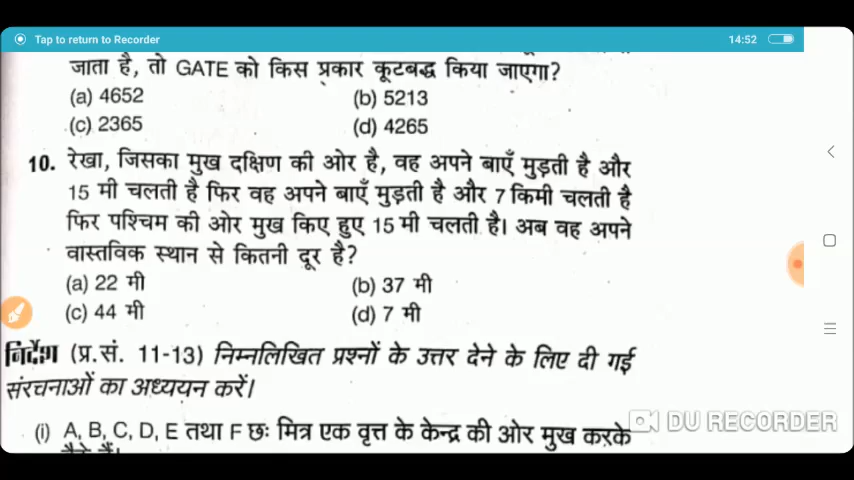 Tap to return to Recorder
14:52
जाता है, तो GATE को किस प्रकार कूटबद्ध किया जाएगा?
(a) 4652
(b) 5213
(c) 2365
(d) 4265
10. रेखा, जिसका मुख दक्षिण की ओर है, वह अपने बाएँ मुड़ती है और
15 मी चलती है फिर वह अपने बाएँ मुड़ती है और 7 किमी चलती है
फिर पश्चिम की ओर मुख किए हुए 15 मी चलती है। अब वह अपने
वास्तविक स्थान से कितनी दूर है?
(a) 22 मी
(b) 37 मी
(c) 44 मी
(d) 7 मी
निर्देश (प्र.सं. 11-13) निम्नलिखित प्रश्नों के उत्तर देने के लिए दी गई
संरचनाओं का अध्ययन करें।
(i) A, B, C, D, E तथा F छः मित्र एक वृत्त के केन्द्र की ओर मुख करके
DU RECORDER